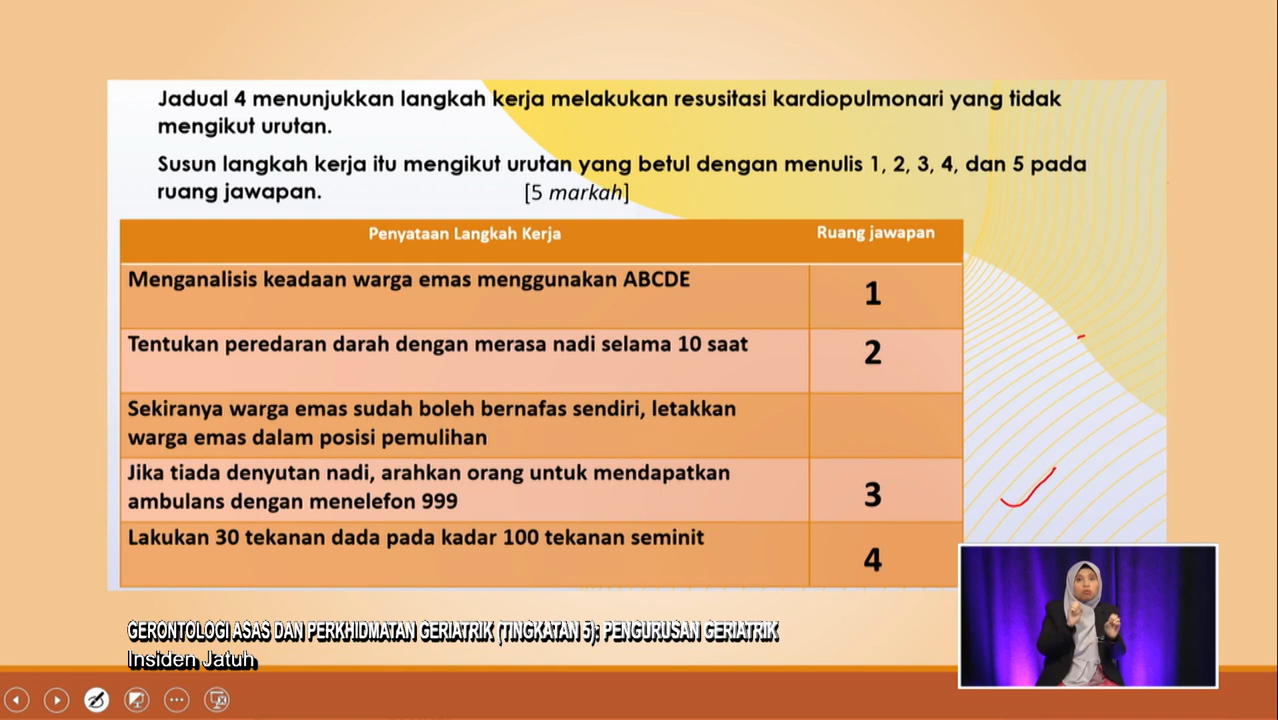 Jadual 4 menunjukkan langkah kerja melakukan resusitasi kardiopulmonari yang tidak
mengikut urutan.
Susun langkah kerja itu mengikut urutan yang betul dengan menulis 1, 2, 3, 4, dan 5 pada
ruang jawapan. [5 markah]
Penyataan Langkah Kerja Ruang jawapan
Menganalisis keadaan warga emas menggunakan ABCDE 1
Tentukan peredaran darah dengan merasa nadi selama 10 saat 2
Sekiranya warga emas sudah boleh bernafas sendiri, letakkan
warga emas dalam posisi pemulihan
Jika tiada denyutan nadi, arahkan orang untuk mendapatkan
ambulans dengan menelefon 999 3
Lakukan 30 tekanan dada pada kadar 100 tekanan seminit 4
GERONTOLOGI ASAS DAN PERKHIDMATAN GERIATRIK (TINGKATAN 5): PENGURUSAN GERIATRIK
Insiden Jatuh